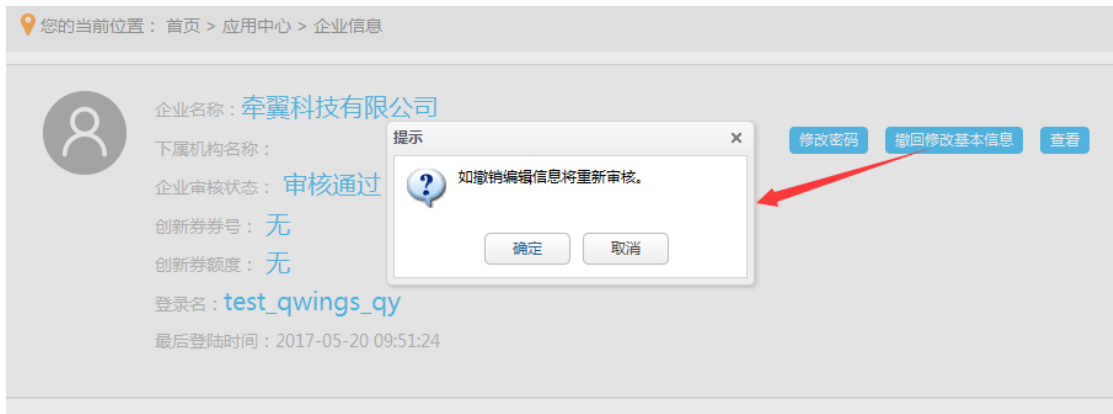 您的当前位置： 首页 > 应用中心 > 企业信息
企业名称：牵翼科技有限公司
下属机构名称：
企业审核状态： 审核通过
创新券券号： 无
创新券额度： 无
登录名：test_qwings_qy
最后登陆时间：2017-05-20 09:51:24
提示
如撤销编辑信息将重新审核。
确定 取消
修改密码 撤回修改基本信息 查看